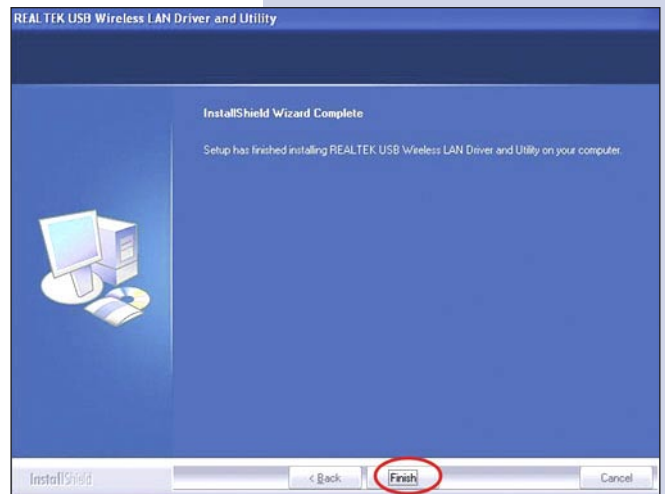 REALTEK USB Wireless LAN Driver and Utility
InstallShield Wizard Complete
Setup has finished installing REALTEK USB Wireless LAN Driver and Utility on your computer.
InstallShield
< Back
Finish
Cancel